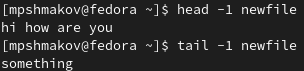 [mpshmakov@fedora ~]$ head -1 newfile
hi how are you
[mpshmakov@fedora ~]$ tail -1 newfile
something